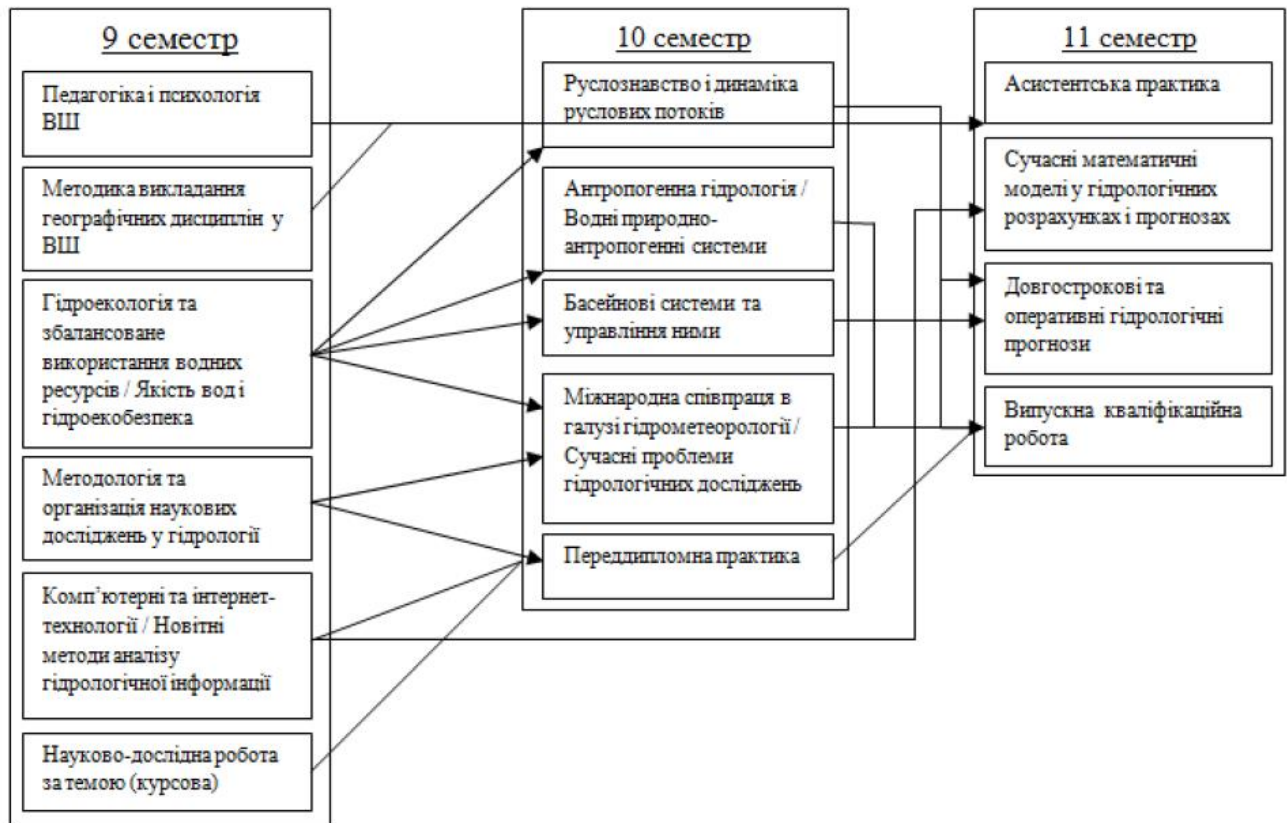 9 семестр
Педагогіка і психологія
ВШ
Методика викладання
географічних дисциплін у
ВШ
Гідроекологія та
збалансоване
використання водних
ресурсів / Якість вод і
гідроекобезпека
Методологія та
організація наукових
досліджень у гідрології
Комп’ютерні та інтернет-
технології / Новітні
методи аналізу
гідрологічної інформації
Науково-дослідна робота
за темою (курсова)
10 семестр
Руслознавство і динаміка
руслових потоків
Антропогенна гідрологія /
Водні природно-
антропогенні системи
Басейнові системи та
управління ними
Міжнародна співпраця в
галузі гідрометеорології /
Сучасні проблеми
гідрологічних досліджень
Переддипломна практика
11 семестр
Асистентська практика
Сучасні математичні
моделі у гідрологічних
розрахунках і прогнозах
Довгострокові та
оперативні гідрологічні
прогнози
Випускна кваліфікаційна
робота